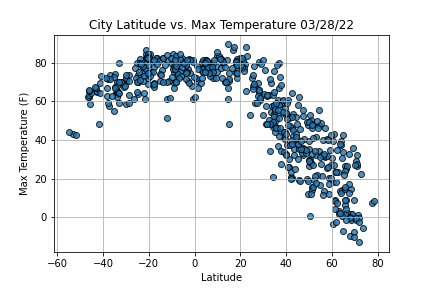 City Latitude vs. Max Temperature 03/28/22
Max Temperature (F)
80
60
40
20
0
−60 −40 −20 0 20 40 60 80
Latitude